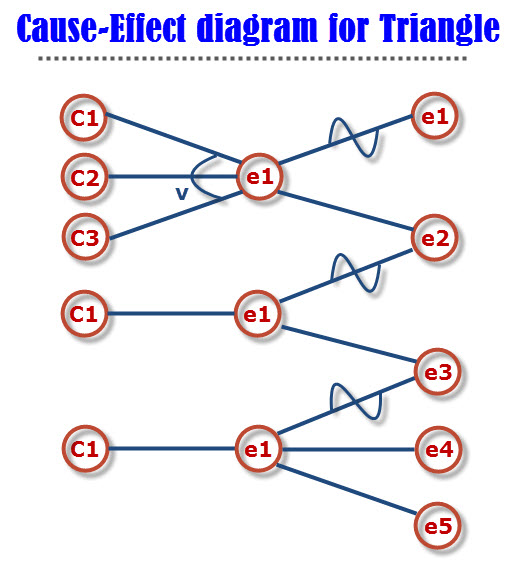 Cause-Effect diagram for Triangle
C1
e1
C2
e1
v
C3
e2
C1
e1
e3
C1
e1
e4
e5